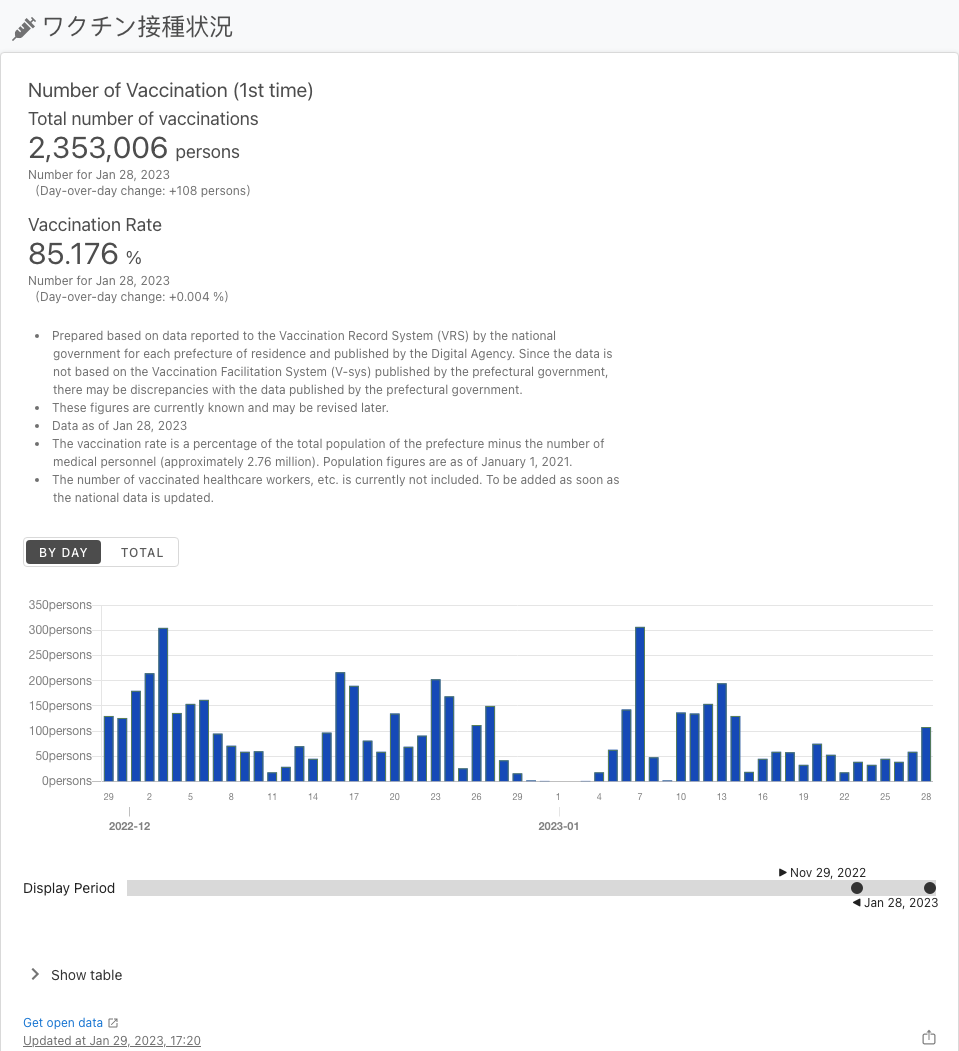 ワクチン接種状況
Number of Vaccination (1st time)
Total number of vaccinations
2,353,006 persons
Number for Jan 28, 2023
(Day-over-day change: +108 persons)
Vaccination Rate
85.176 %
Number for Jan 28, 2023
(Day-over-day change: +0.004 %)
• Prepared based on data reported to the Vaccination Record System (VRS) by the national
government for each prefecture of residence and published by the Digital Agency. Since the data is
not based on the Vaccination Facilitation System (V-sys) published by the prefectural government,
there may be discrepancies with the data published by the prefectural government.
• These figures are currently known and may be revised later.
• Data as of Jan 28, 2023
• The vaccination rate is a percentage of the total population of the prefecture minus the number of
medical personnel (approximately 2.76 million). Population figures are as of January 1, 2021.
• The number of vaccinated healthcare workers, etc. is currently not included. To be added as soon as
the national data is updated.
BY DAY TOTAL
350persons
300persons
250persons
200persons
150persons
100persons
50persons
0persons
29 2 5 8 11 14 17 20 23 26 29 1 4 7 10 13 16 19 22 25 28
2022-12 2023-01
Nov 29, 2022
Display Period
Jan 28, 2023
Show table
Get open data
Updated at Jan 29, 2023, 17:20